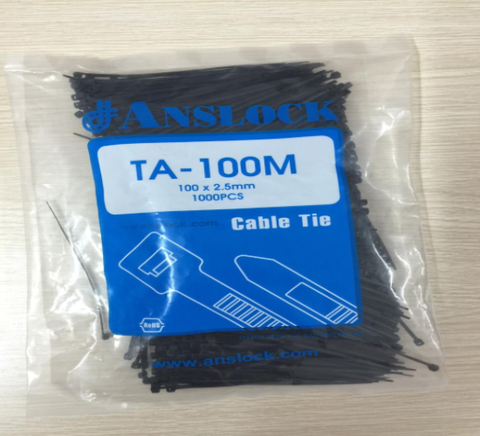 ANSLOCK
TA-100M
100 x 2.5mm
1000PCS
Cable Tie
RoHS
www.anslock.com